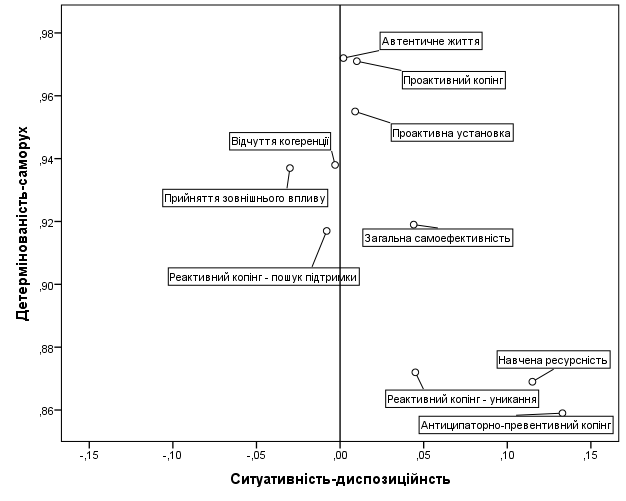 ,98
Автентичне життя
Проактивний копінг
,96
Проактивна установка
Відчуття когеренції
,94
Прийняття зовнішнього впливу
,92
Загальна самоефективність
Реактивний копінг - пошук підтримки
,90
,88
Навчена ресурсність
Реактивний копінг - уникання
Антиципаторно-превентивний копінг
,86
Детермінованість-саморух
-,15 -,10 -,05 ,00 ,05 ,10 ,15
Ситуативність-диспозиційнсть